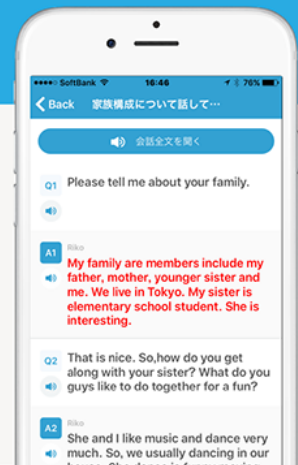 SoftBank 16:46 76%
Back 家族構成について話して…
会話全文を聞く
Q1 Please tell me about your family.
A1 Riko
My family are members include my
father, mother, younger sister and
me. We live in Tokyo. My sister is
elementary school student. She is
interesting.
Q2 That is nice. So,how do you get
along with your sister? What do you
guys like to do together for a fun?
A2 Riko
She and I like music and dance very
much. So, we usually dancing in our